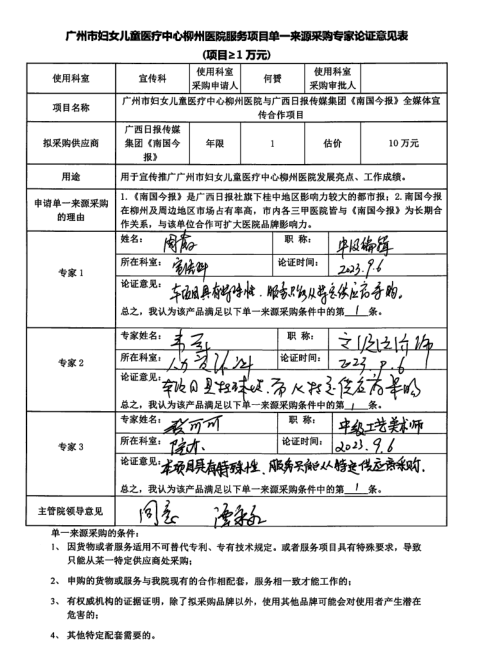 广州市妇女儿童医疗中心柳州医院服务项目单一来源采购专家论证意见表
(项目≥1 万元)
使用科室 宣传科 使用科室采购申请人 何赟 使用科室采购审批人
项目名称 广州市妇女儿童医疗中心柳州医院与广西日报传媒集团《南国今报》全媒体宣
传合作项目
拟采购供应商 广西日报传媒集团《南国今报》 年限 1 估价 10 万元
用途 用于宣传推广广州市妇女儿童医疗中心柳州医院发展亮点、工作成绩。
申请单一来源采购的理由
1.《南国今报》是广西日报社旗下桂中地区影响力较大的都市报；2.南国今报
在柳州及周边地区市场占有率高，市内各三甲医院皆与《南国今报》为长期合
作关系，与该单位合作可扩大医院品牌影响力。
专家 1
姓名： 职 称： 中级编辑
所在科室： 宣传科 论证时间： 2023.9.6
论证意见： 本项目具有特殊性，服务只能从特定供应商采购。
总之，我认为该产品满足以下单一来源采购条件中的第 1 条。
专家 2
专家姓名： 职 称：
所在科室： 论证时间： 2023.9.6
论证意见： 本项目具特殊性，需从特定供应商采购
总之，我认为该产品满足以下单一来源采购条件中的第 1 条。
专家 3
专家姓名： 职 称： 中级工艺美术师
所在科室： 论证时间： 2023.9.6
论证意见： 本项目具有特殊性，服务只能从特定供应商采购.
总之，我认为该产品满足以下单一来源采购条件中的第 1 条。
主管院领导意见 同意
单一来源采购的条件：
1、 因货物或者服务适用不可替代专利、专有技术规定。或者服务项目具有特殊要求，导致
只能从某一特定供应商处采购；
2、 申购的货物或服务与我院现有的合作相配套，服务相一致才能工作的；
3、 有权威机构的证据证明，除了拟采购品牌以外，使用其他品牌可能会对使用者产生潜在
危害的；
4、 其他特定配套需要的。